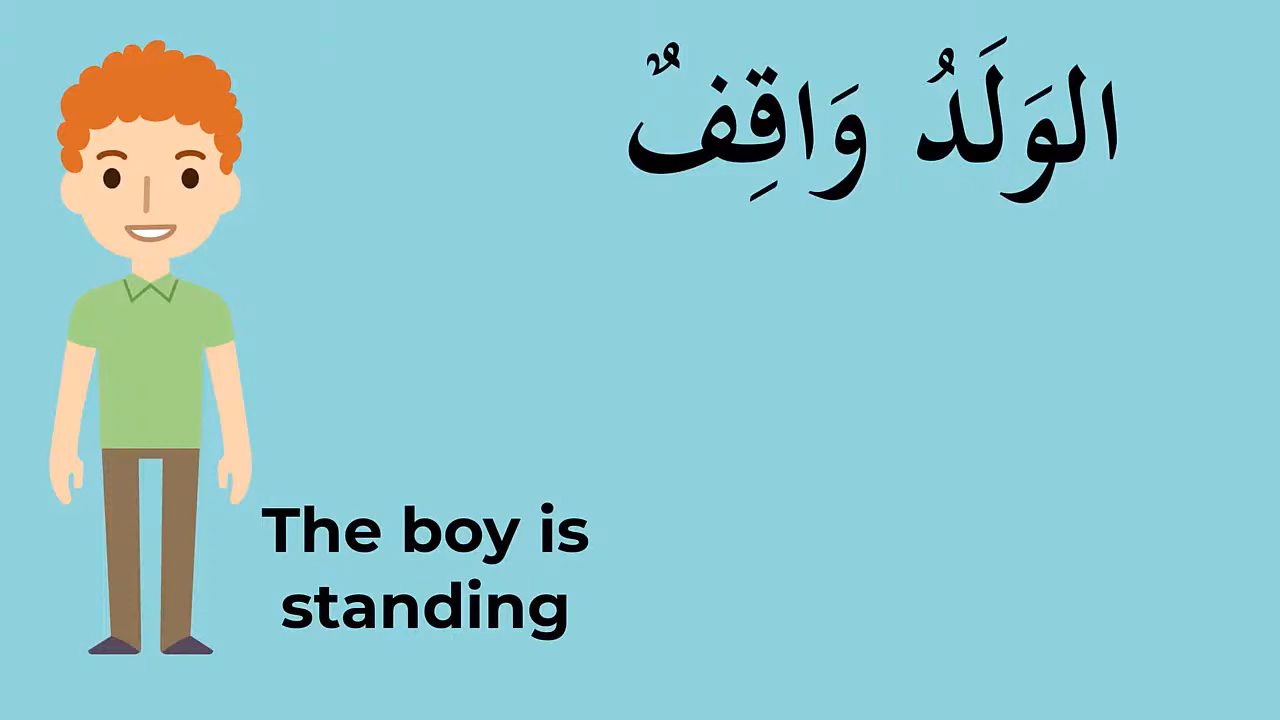 الوَلَدُ وَاقِفٌ
The boy is
standing